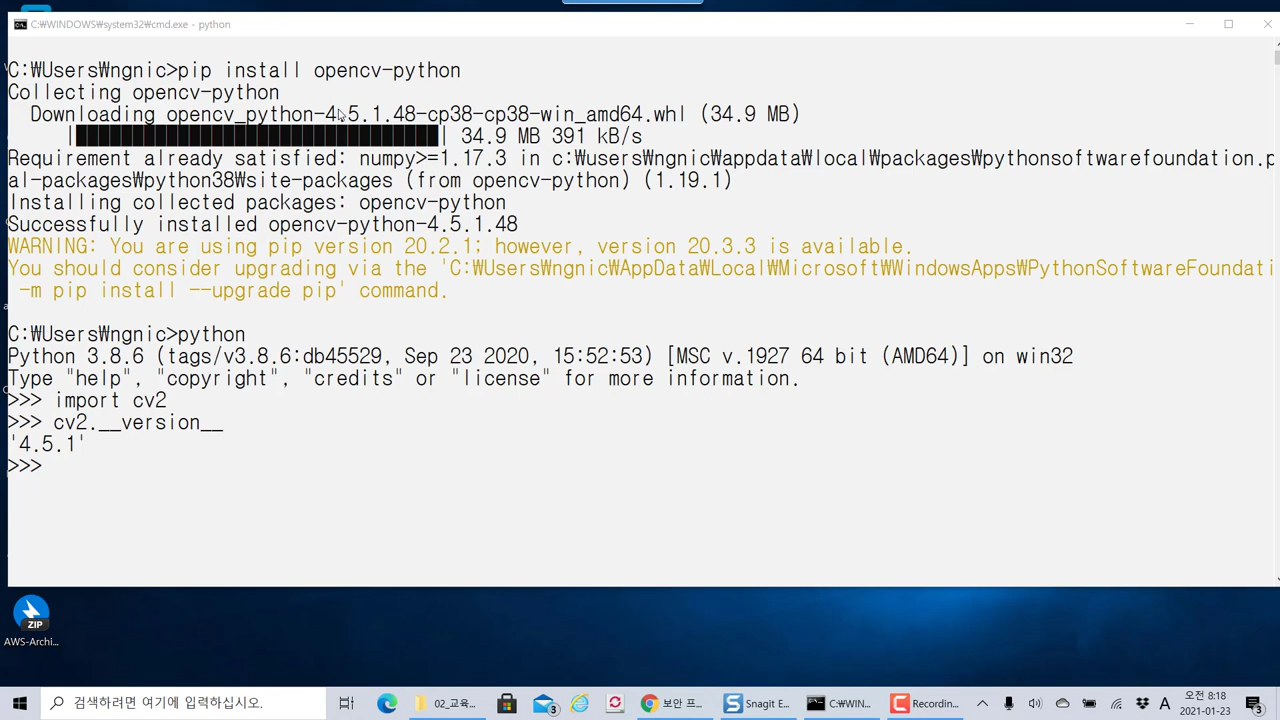 C:\WINDOWS\system32\cmd.exe - python
C:₩Users₩ngnic>pip install opencv-python
Collecting opencv-python
Downloading opencv_python-4.5.1.48-cp38-cp38-win_amd64.whl (34.9 MB)
|████████████████████████████████| 34.9 MB 391 kB/s
Requirement already satisfied: numpy>=1.17.3 in c:₩users₩ngnic₩appdata₩local₩packages₩pythonsoftwarefoundation.p
al-packages₩python38₩site-packages (from opencv-python) (1.19.1)
Installing collected packages: opencv-python
Successfully installed opencv-python-4.5.1.48
WARNING: You are using pip version 20.2.1; however, version 20.3.3 is available.
You should consider upgrading via the 'C:₩Users₩ngnic₩AppData₩Local₩Microsoft₩WindowsApps₩PythonSoftwareFoundati
-m pip install --upgrade pip' command.
C:₩Users₩ngnic>python
Python 3.8.6 (tags/v3.8.6:db45529, Sep 23 2020, 15:52:53) [MSC v.1927 64 bit (AMD64)] on win32
Type "help", "copyright", "credits" or "license" for more information.
>>> import cv2
>>> cv2.__version__
'4.5.1'
>>>
ZIP
AWS-Archi...
검색하려면 여기에 입력하십시오.
02_교육...
3
보안 프...
Snagit E...
C:₩WIN...
Recordin...
A
오전 8:18
2021-01-23
3